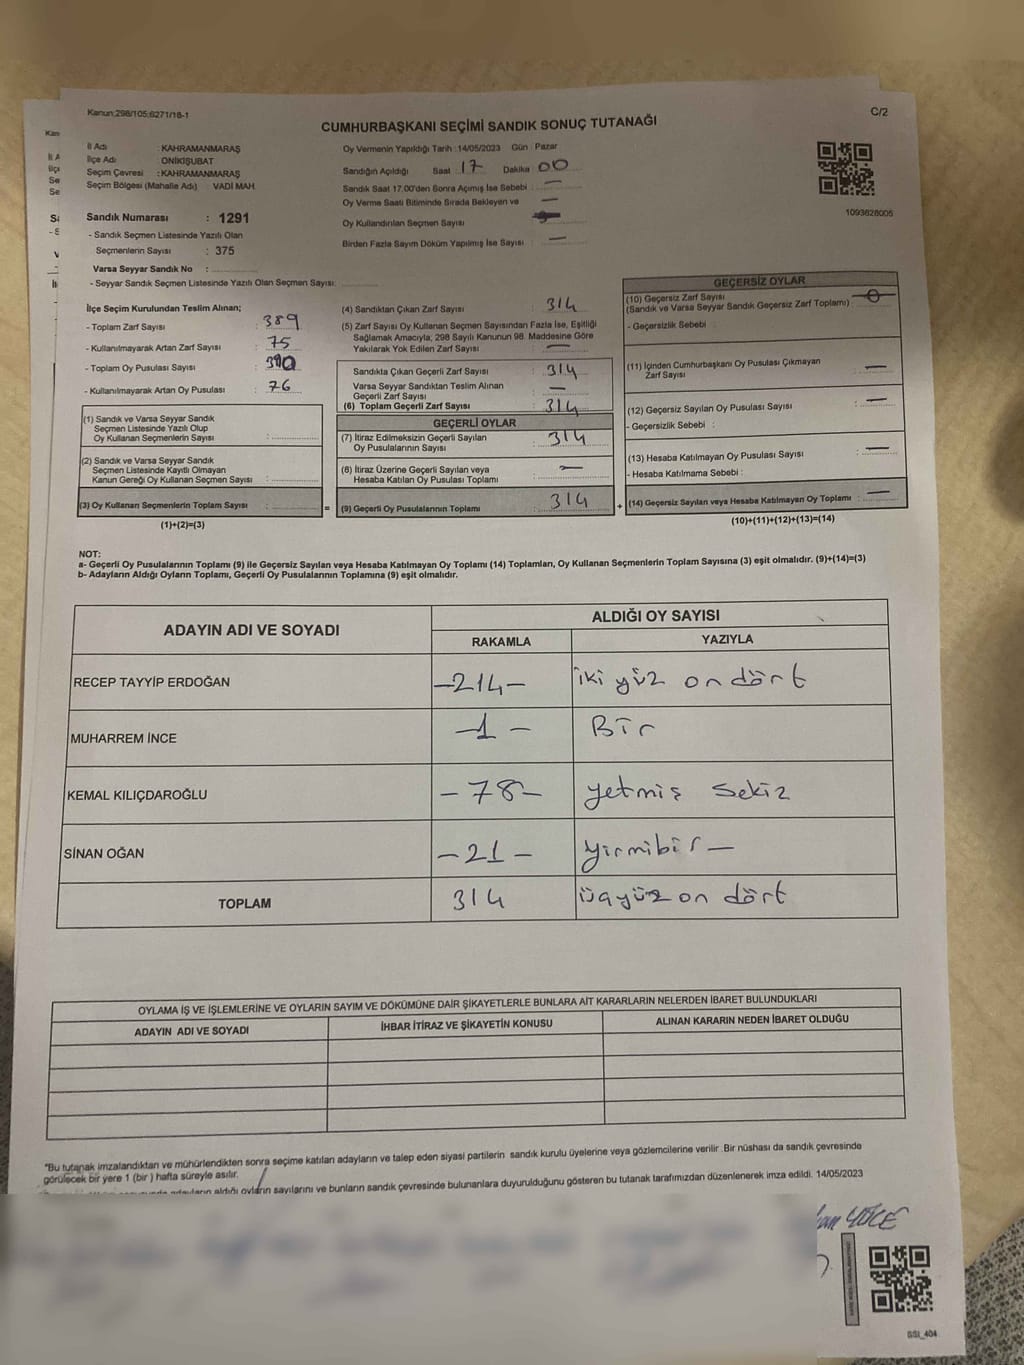 Kanun:298/105;6271/18-1
C/2
CUMHURBAŞKANI SEÇİMİ SANDIK SONUÇ TUTANAĞI
İl Adı : KAHRAMANMARAŞ
İlçe Adı : ONİKİŞUBAT
Seçim Çevresi : KAHRAMANMARAŞ
Seçim Bölgesi (Mahalle Adı) : VADİ MAH.
Sandık Numarası : 1291
- Sandık Seçmen Listesinde Yazılı Olan
Seçmenlerin Sayısı : 375
Varsa Seyyar Sandık No :
- Seyyar Sandık Seçmen Listesinde Yazılı Olan Seçmen Sayısı:
Oy Vermenin Yapıldığı Tarih :14/05/2023 Gün : Pazar
Sandığın Açıldığı Saat 17 Dakika 00
Sandık Saat 17.00'den Sonra Açımış İse Sebebi : —
Oy Verme Saati Bitiminde Sırada Bekleyen ve —
Oy Kullandırılan Seçmen Sayısı
Birden Fazla Sayım Döküm Yapılmış İse Sayısı : —
1093628005
İlçe Seçim Kurulundan Teslim Alınan;
- Toplam Zarf Sayısı : 389
- Kullanılmayarak Artan Zarf Sayısı : 75
- Toplam Oy Pusulası Sayısı : 390
- Kullanılmayarak Artan Oy Pusulası : 76
(1) Sandık ve Varsa Seyyar Sandık
Seçmen Listesinde Yazılı Olup
Oy Kullanan Seçmenlerin Sayısı :
(2) Sandık ve Varsa Seyyar Sandık
Seçmen Listesinde Kayıtlı Olmayan
Kanun Gereği Oy Kullanan Seçmen Sayısı :
(3) Oy Kullanan Seçmenlerin Toplam Sayısı :
(1)+(2)=(3)
=
(4) Sandıktan Çıkan Zarf Sayısı : 314
(5) Zarf Sayısı Oy Kullanan Seçmen Sayısından Fazla İse, Eşitliği
Sağlamak Amacıyla; 298 Sayılı Kanunun 98. Maddesine Göre
Yakılarak Yok Edilen Zarf Sayısı : —
Sandıkta Çıkan Geçerli Zarf Sayısı : 314
Varsa Seyyar Sandıktan Teslim Alınan
Geçerli Zarf Sayısı : —
(6) Toplam Geçerli Zarf Sayısı : 314
GEÇERLİ OYLAR
(7) İtiraz Edilmeksizin Geçerli Sayılan
Oy Pusulalarının Sayısı : 314
(8) İtiraz Üzerine Geçerli Sayılan veya
Hesaba Katılan Oy Pusulası Toplamı : —
(9) Geçerli Oy Pusulalarının Toplamı : 314
+
GEÇERSİZ OYLAR
(10) Geçersiz Zarf Sayısı
(Sandık ve Varsa Seyyar Sandık Geçersiz Zarf Toplamı) :
- Geçersizlik Sebebi :
(11) İçinden Cumhurbaşkanı Oy Pusulası Çıkmayan
Zarf Sayısı : —
(12) Geçersiz Sayılan Oy Pusulası Sayısı : —
- Geçersizlik Sebebi :
(13) Hesaba Katılmayan Oy Pusulası Sayısı : —
- Hesaba Katılmama Sebebi :
(14) Geçersiz Sayılan veya Hesaba Katılmayan Oy Toplamı : —
(10)+(11)+(12)+(13)=(14)
NOT:
a- Geçerli Oy Pusulalarının Toplamı (9) ile Geçersiz Sayılan veya Hesaba Katılmayan Oy Toplamı (14) Toplamları, Oy Kullanan Seçmenlerin Toplam Sayısına (3) eşit olmalıdır. (9)+(14)=(3)
b- Adayların Aldığı Oyların Toplamı, Geçerli Oy Pusulalarının Toplamına (9) eşit olmalıdır.
ADAYIN ADI VE SOYADI
ALDIĞI OY SAYISI
RAKAMLA
YAZIYLA
RECEP TAYYİP ERDOĞAN –214– iki yüz on dört
MUHARREM İNCE –1– Bir
KEMAL KILIÇDAROĞLU –78– yetmiş sekiz
SİNAN OĞAN –21– yirmibir–
TOPLAM 314 üçyüz on dört
OYLAMA İŞ VE İŞLEMLERİNE VE OYLARIN SAYIM VE DÖKÜMÜNE DAİR ŞİKAYETLERLE BUNLARA AİT KARARLARIN NELERDEN İBARET BULUNDUKLARI
ADAYIN ADI VE SOYADI
İHBAR İTİRAZ VE ŞİKAYETİN KONUSU
ALINAN KARARIN NEDEN İBARET OLDUĞU
*Bu tutanak imzalandıktan ve mühürlendikten sonra seçime katılan adayların ve talep eden siyasi partilerin sandık kurulu üyelerine veya gözlemcilerine verilir .Bir nüshası da sandık çevresinde
görülecek bir yere 1 (bir ) hafta süreyle asılır.
adayların aldığı oyların sayılarını ve bunların sandık çevresinde bulunanlara duyurulduğunu gösteren bu tutanak tarafımızdan düzenlenerek imza edildi. 14/05/2023
YÜCE
SSI_404